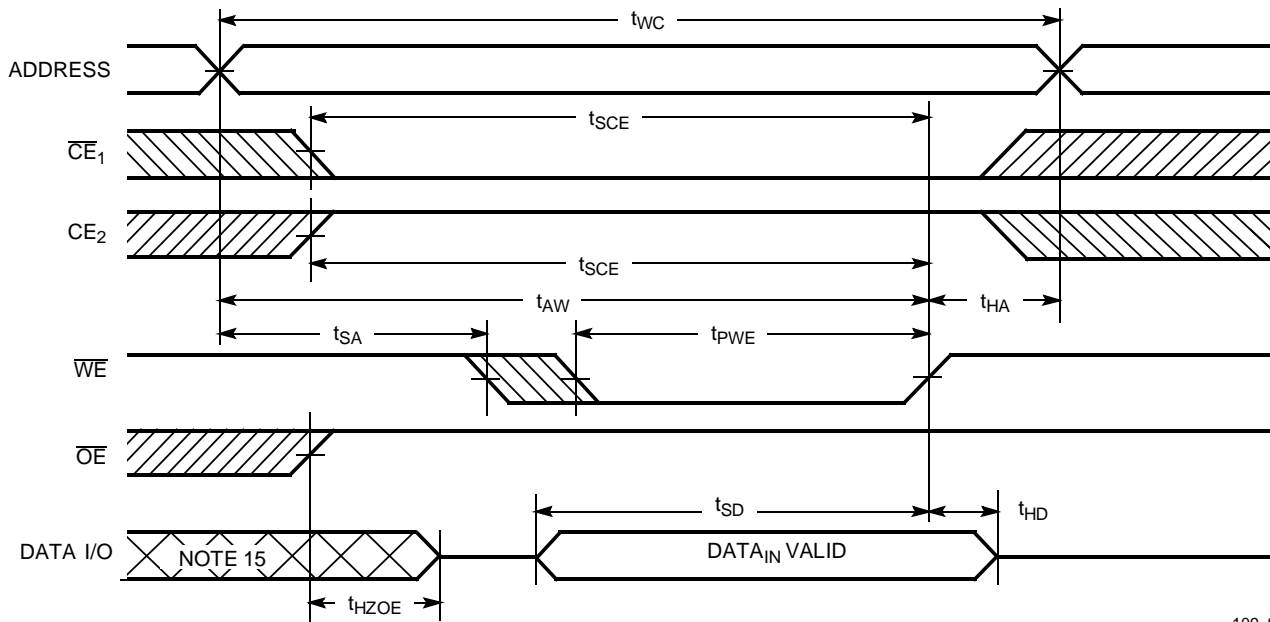 tWC
ADDRESS
tSCE
CE1
CE2
tSCE
tAW
tHA
tSA
tPWE
WE
OE
tSD
tHD
DATA I/O
NOTE 15
DATAIN VALID
tHZOE